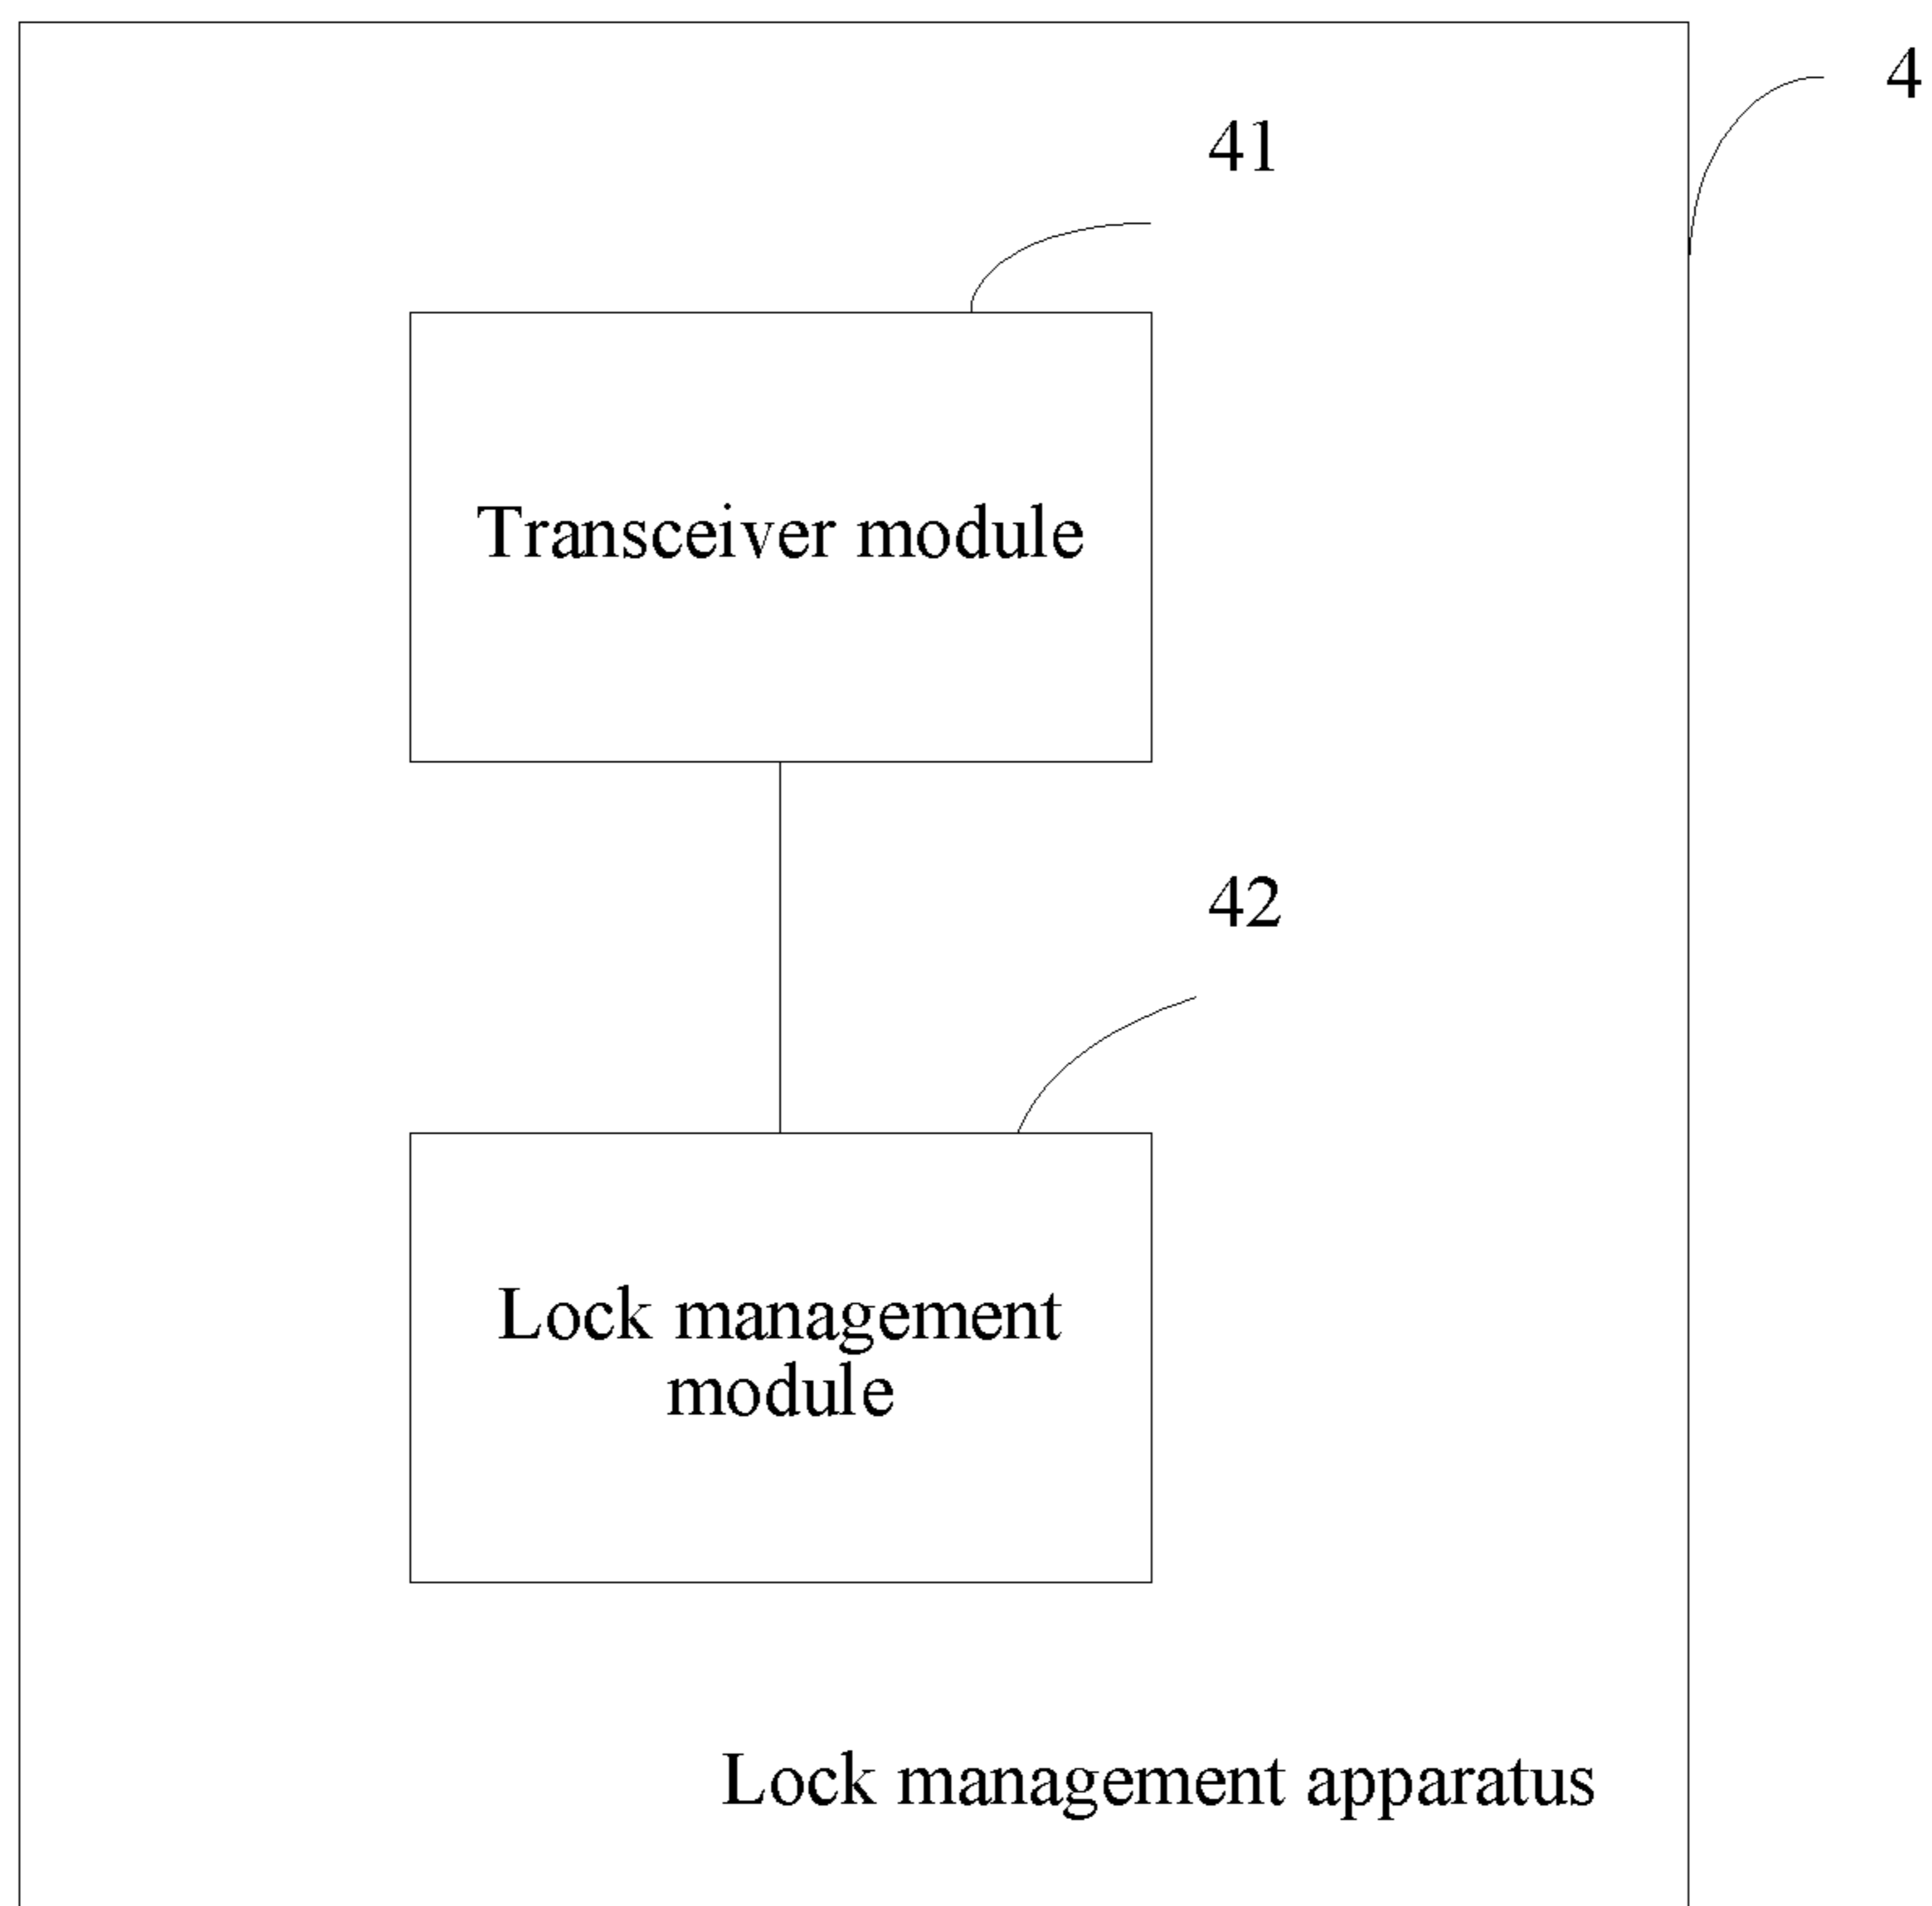 4
41
Transceiver module
42
Lock management
module
Lock management apparatus